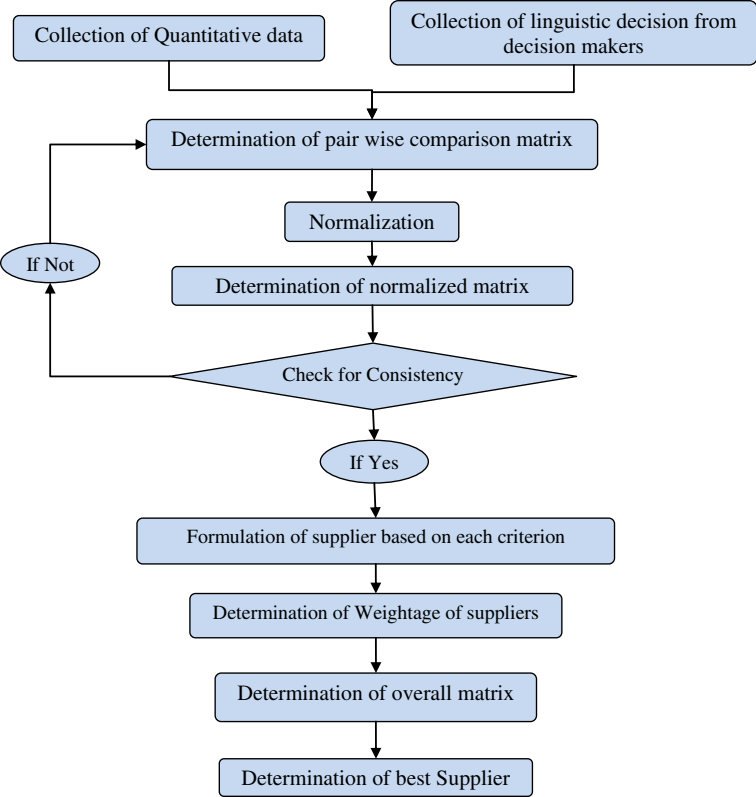 Collection of Quantitative data
Collection of linguistic decision from
decision makers
Determination of pair wise comparison matrix
Normalization
If Not
Determination of normalized matrix
Check for Consistency
If Yes
Formulation of supplier based on each criterion
Determination of Weightage of suppliers
Determination of overall matrix
Determination of best Supplier